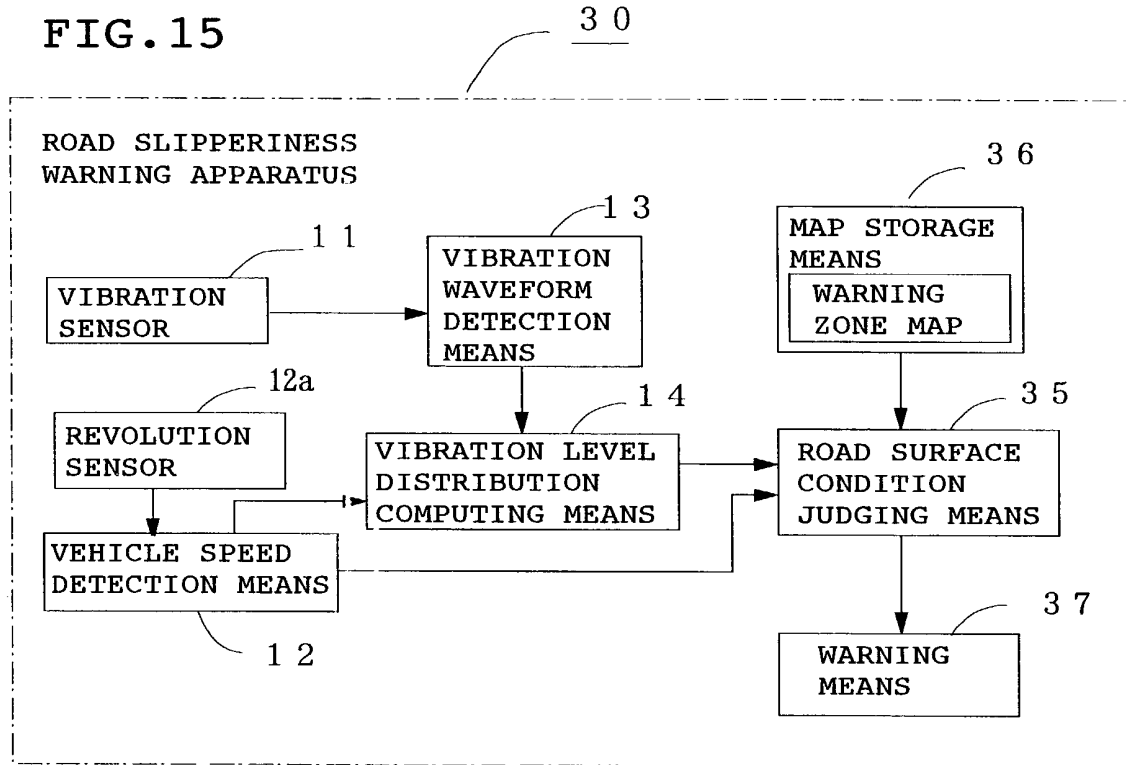 FIG.15
30
ROAD SLIPPERINESS
WARNING APPARATUS
11
VIBRATION
SENSOR
13
VIBRATION
WAVEFORM
DETECTION
MEANS
36
MAP STORAGE
MEANS
WARNING
ZONE MAP
12a
REVOLUTION
SENSOR
14
VIBRATION LEVEL
DISTRIBUTION
COMPUTING MEANS
35
ROAD SURFACE
CONDITION
JUDGING MEANS
VEHICLE SPEED
DETECTION MEANS
12
37
WARNING
MEANS